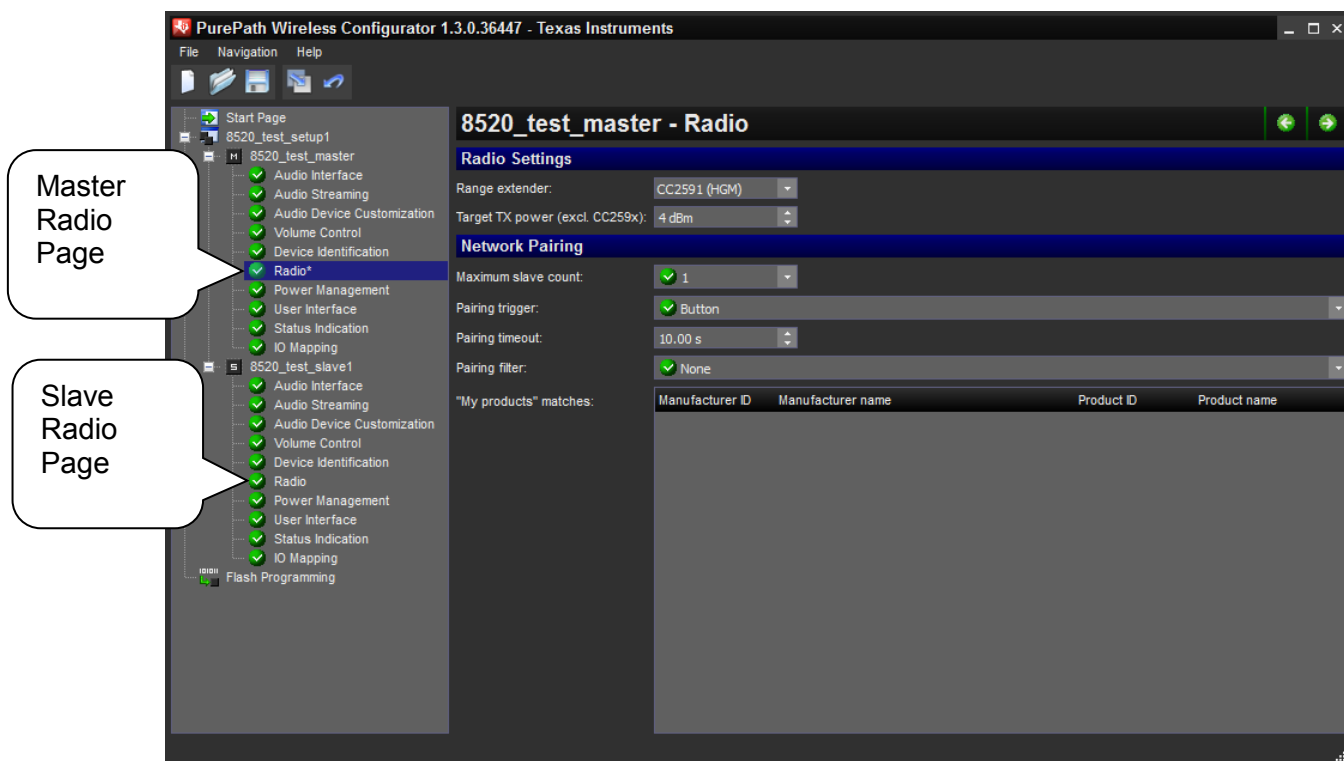 PurePath Wireless Configurator 1.3.0.36447 - Texas Instruments
File Navigation Help
Start Page
8520_test_setup1
M 8520_test_master
Audio Interface
Audio Streaming
Audio Device Customization
Volume Control
Device Identification
Radio*
Power Management
User Interface
Status Indication
IO Mapping
S 8520_test_slave1
Audio Interface
Audio Streaming
Audio Device Customization
Volume Control
Device Identification
Radio
Power Management
User Interface
Status Indication
IO Mapping
Flash Programming
Master
Radio
Page
Slave
Radio
Page
8520_test_master - Radio
Radio Settings
Range extender: CC2591 (HGM)
Target TX power (excl. CC259x): 4 dBm
Network Pairing
Maximum slave count: 1
Pairing trigger: Button
Pairing timeout: 10.00 s
Pairing filter: None
"My products" matches: Manufacturer ID Manufacturer name Product ID Product name